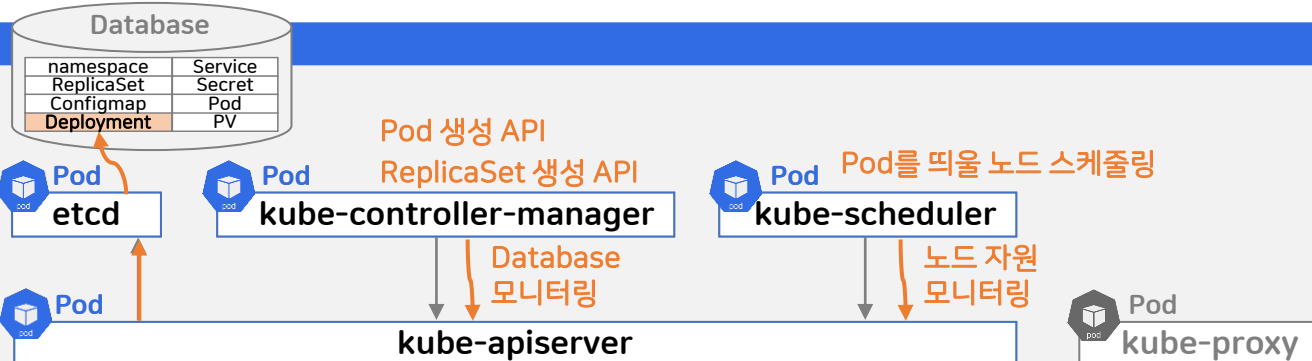 Database
namespace Service
ReplicaSet Secret
Configmap Pod
Deployment PV
Pod 생성 API
ReplicaSet 생성 API
Pod를 띄울 노드 스케줄링
Pod
pod
etcd
Pod
pod
kube-controller-manager
Pod
pod
kube-scheduler
Database
모니터링
노드 자원
모니터링
Pod
pod
kube-apiserver
Pod
pod
kube-proxy